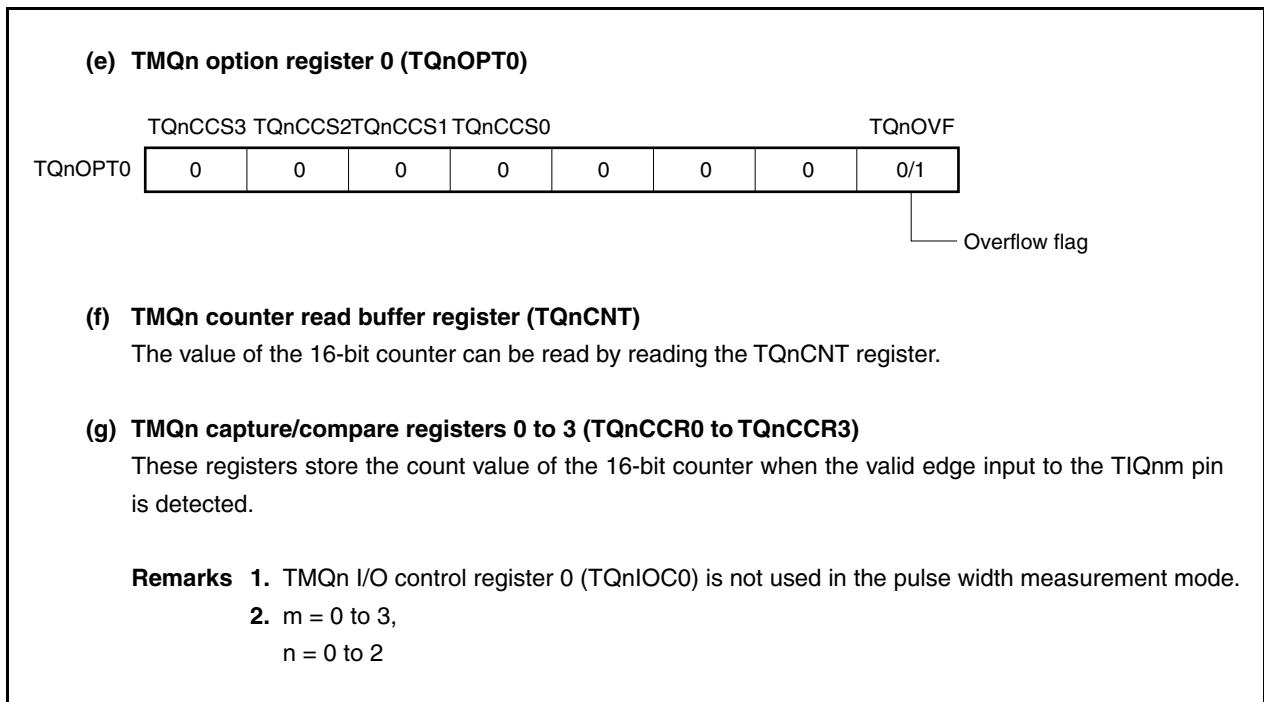 (e) TMQn option register 0 (TQnOPT0)
TQnCCS3 TQnCCS2TQnCCS1 TQnCCS0 TQnOVF
TQnOPT0 0 0 0 0 0 0 0 0/1
Overflow flag
(f) TMQn counter read buffer register (TQnCNT)
The value of the 16-bit counter can be read by reading the TQnCNT register.
(g) TMQn capture/compare registers 0 to 3 (TQnCCR0 to TQnCCR3)
These registers store the count value of the 16-bit counter when the valid edge input to the TIQnm pin
is detected.
Remarks 1. TMQn I/O control register 0 (TQnIOC0) is not used in the pulse width measurement mode.
2. m = 0 to 3,
n = 0 to 2